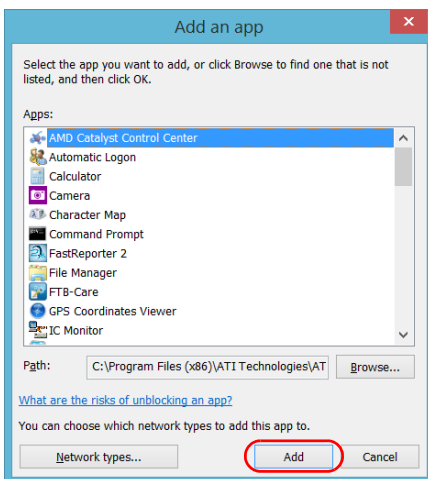 Add an app
Select the app you want to add, or click Browse to find one that is not
listed, and then click OK.
Apps:
AMD Catalyst Control Center
Automatic Logon
Calculator
Camera
Character Map
Command Prompt
FastReporter 2
File Manager
FTB-Care
GPS Coordinates Viewer
IC Monitor
Path:
C:\Program Files (x86)\ATI Technologies\AT
Browse...
What are the risks of unblocking an app?
You can choose which network types to add this app to.
Network types...
Add
Cancel